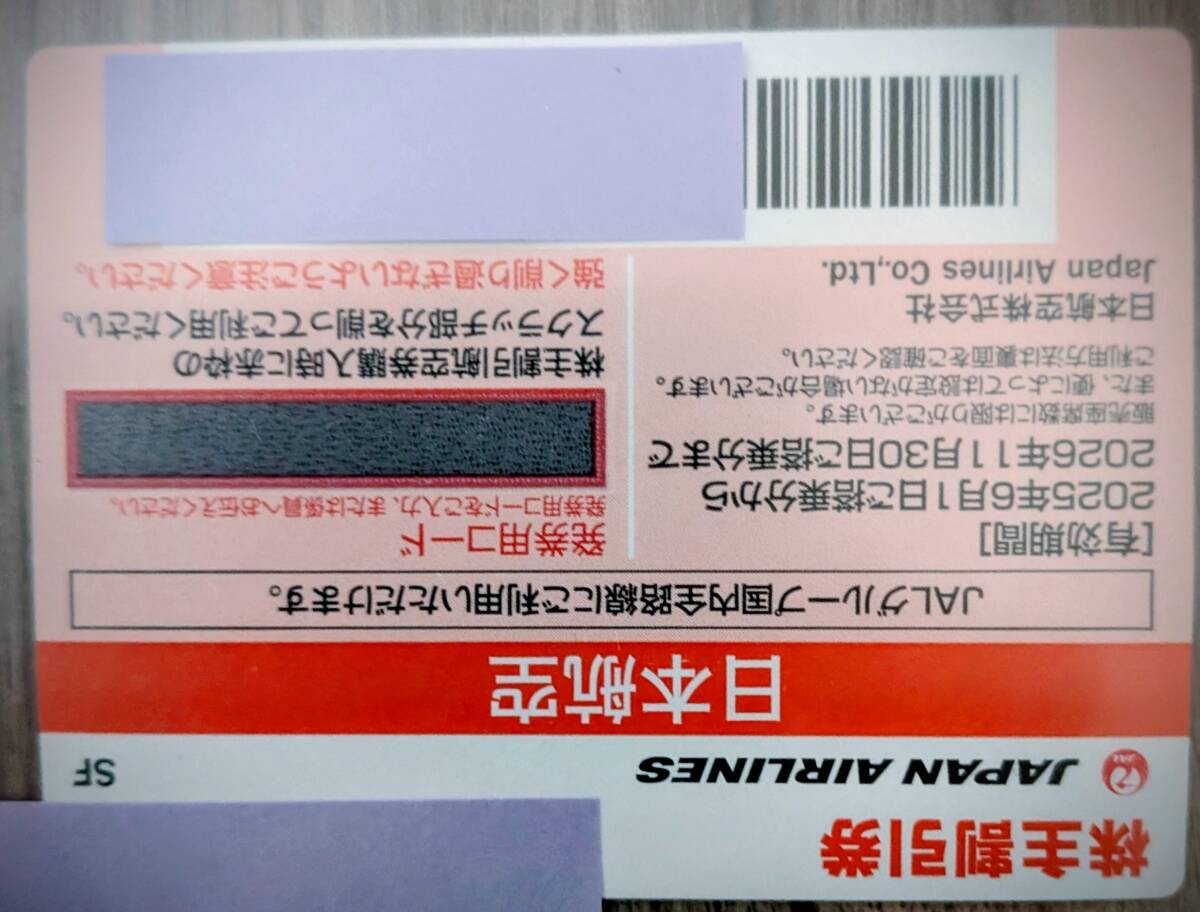 株主割引券
JAL
JAPAN AIRLINES
SF
日本航空
JALグループ国内全路線にご利用いただけます。
[有効期間]
2025年6月1日ご搭乗分から
2026年11月30日ご搭乗分まで
販売座席数には限りがございます。
また、便によっては設定がない場合がございます。
ご利用方法は裏面をご確認ください。
日本航空株式会社
Japan Airlines Co.,Ltd.
発券用コード
発券用コードをご入力、または係員へお伝えください。
株主割引航空券購入時に赤枠の
スクラッチ部分を削ってご利用ください。
強く削り過ぎないようご注意ください。